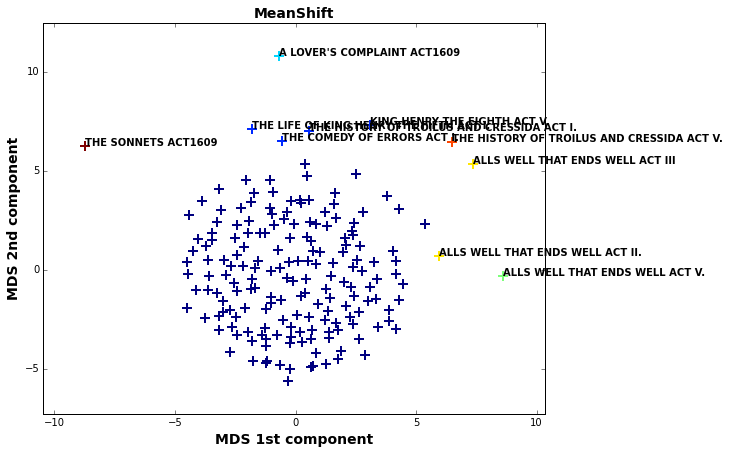 MeanShift
A LOVER'S COMPLAINT ACT1609
KING HENRY THE EIGHTH ACT V.
THE LIFE OF KING HENRY THE FIFTH ACT V.
THE HISTORY OF TROILUS AND CRESSIDA ACT I.
THE COMEDY OF ERRORS ACT I.
THE HISTORY OF TROILUS AND CRESSIDA ACT V.
THE SONNETS ACT1609
ALLS WELL THAT ENDS WELL ACT III
ALLS WELL THAT ENDS WELL ACT II.
ALLS WELL THAT ENDS WELL ACT V.
10
5
0
−5
MDS 2nd component
−10
−5
0
5
10
MDS 1st component